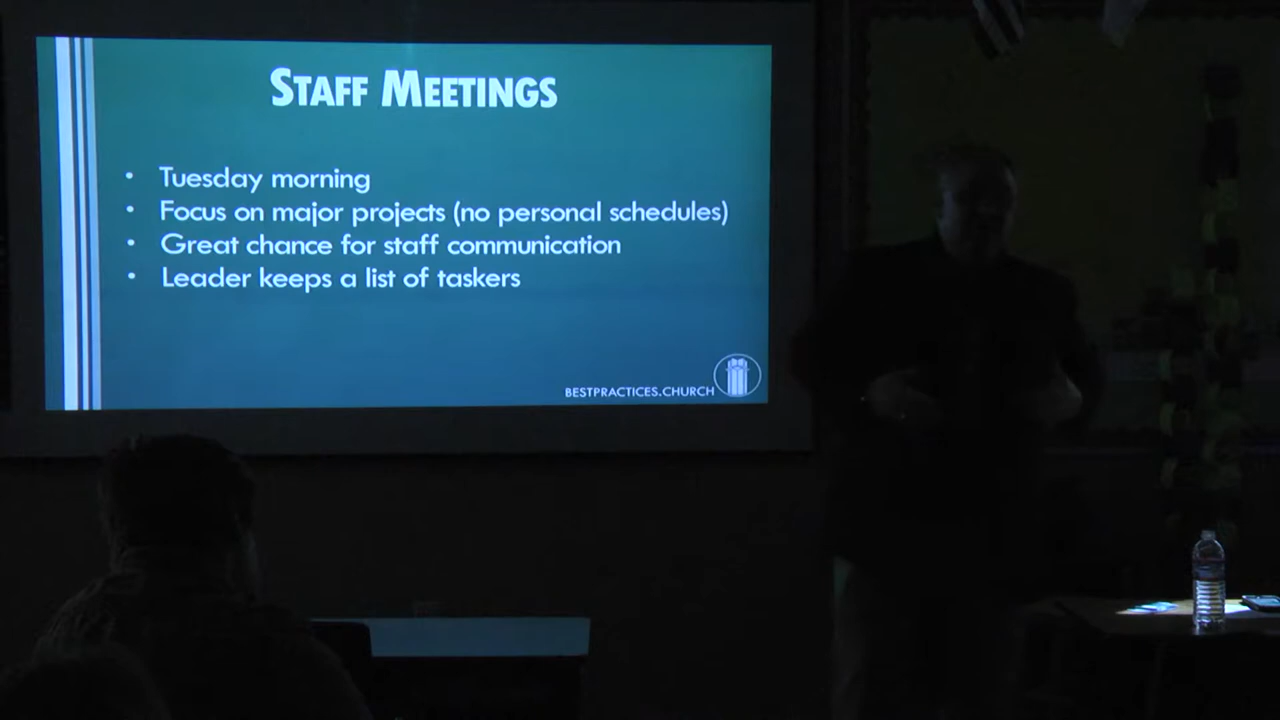 STAFF MEETINGS
• Tuesday morning
• Focus on major projects (no personal schedules)
• Great chance for staff communication
• Leader keeps a list of taskers
BESTPRACTICES.CHURCH